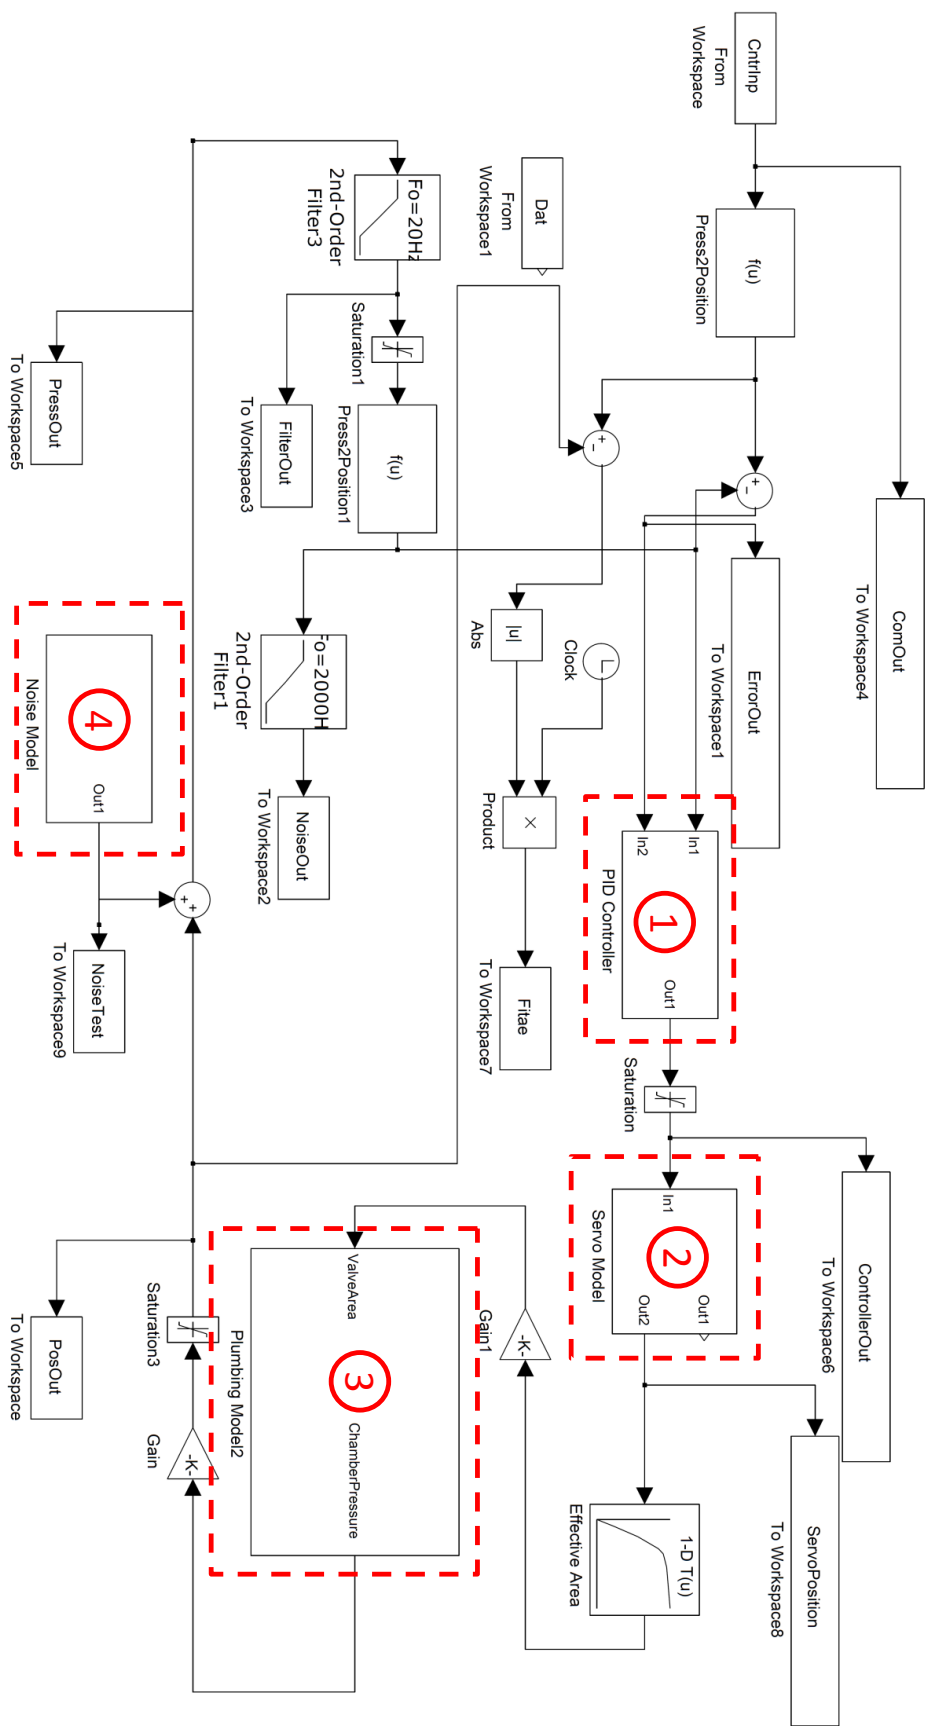 CntrlInp
From
Workspace
f(u)
Press2Position
ComOut
To Workspace4
+
-
ErrorOut
To Workspace1
In1
In2
1
Out1
PID Controller
Saturation
ControllerOut
To Workspace6
In1
2
Out1
Out2
Servo Model
ServoPosition
To Workspace8
1-D T(u)
Effective Area
Dat
From
Workspace1
+
-
|u|
Abs
Clock
×
Product
Fitae
To Workspace7
-K-
Gain1
Fo=20Hz
2nd-Order
Filter3
Saturation1
f(u)
Press2Position1
FilterOut
To Workspace3
Fo=2000H
2nd-Order
Filter1
NoiseOut
To Workspace2
ValveArea
3
ChamberPressure
Plumbing Model2
-K-
Gain
Saturation3
PosOut
To Workspace
+
+
PressOut
To Workspace5
4
Out1
Noise Model
NoiseTest
To Workspace9